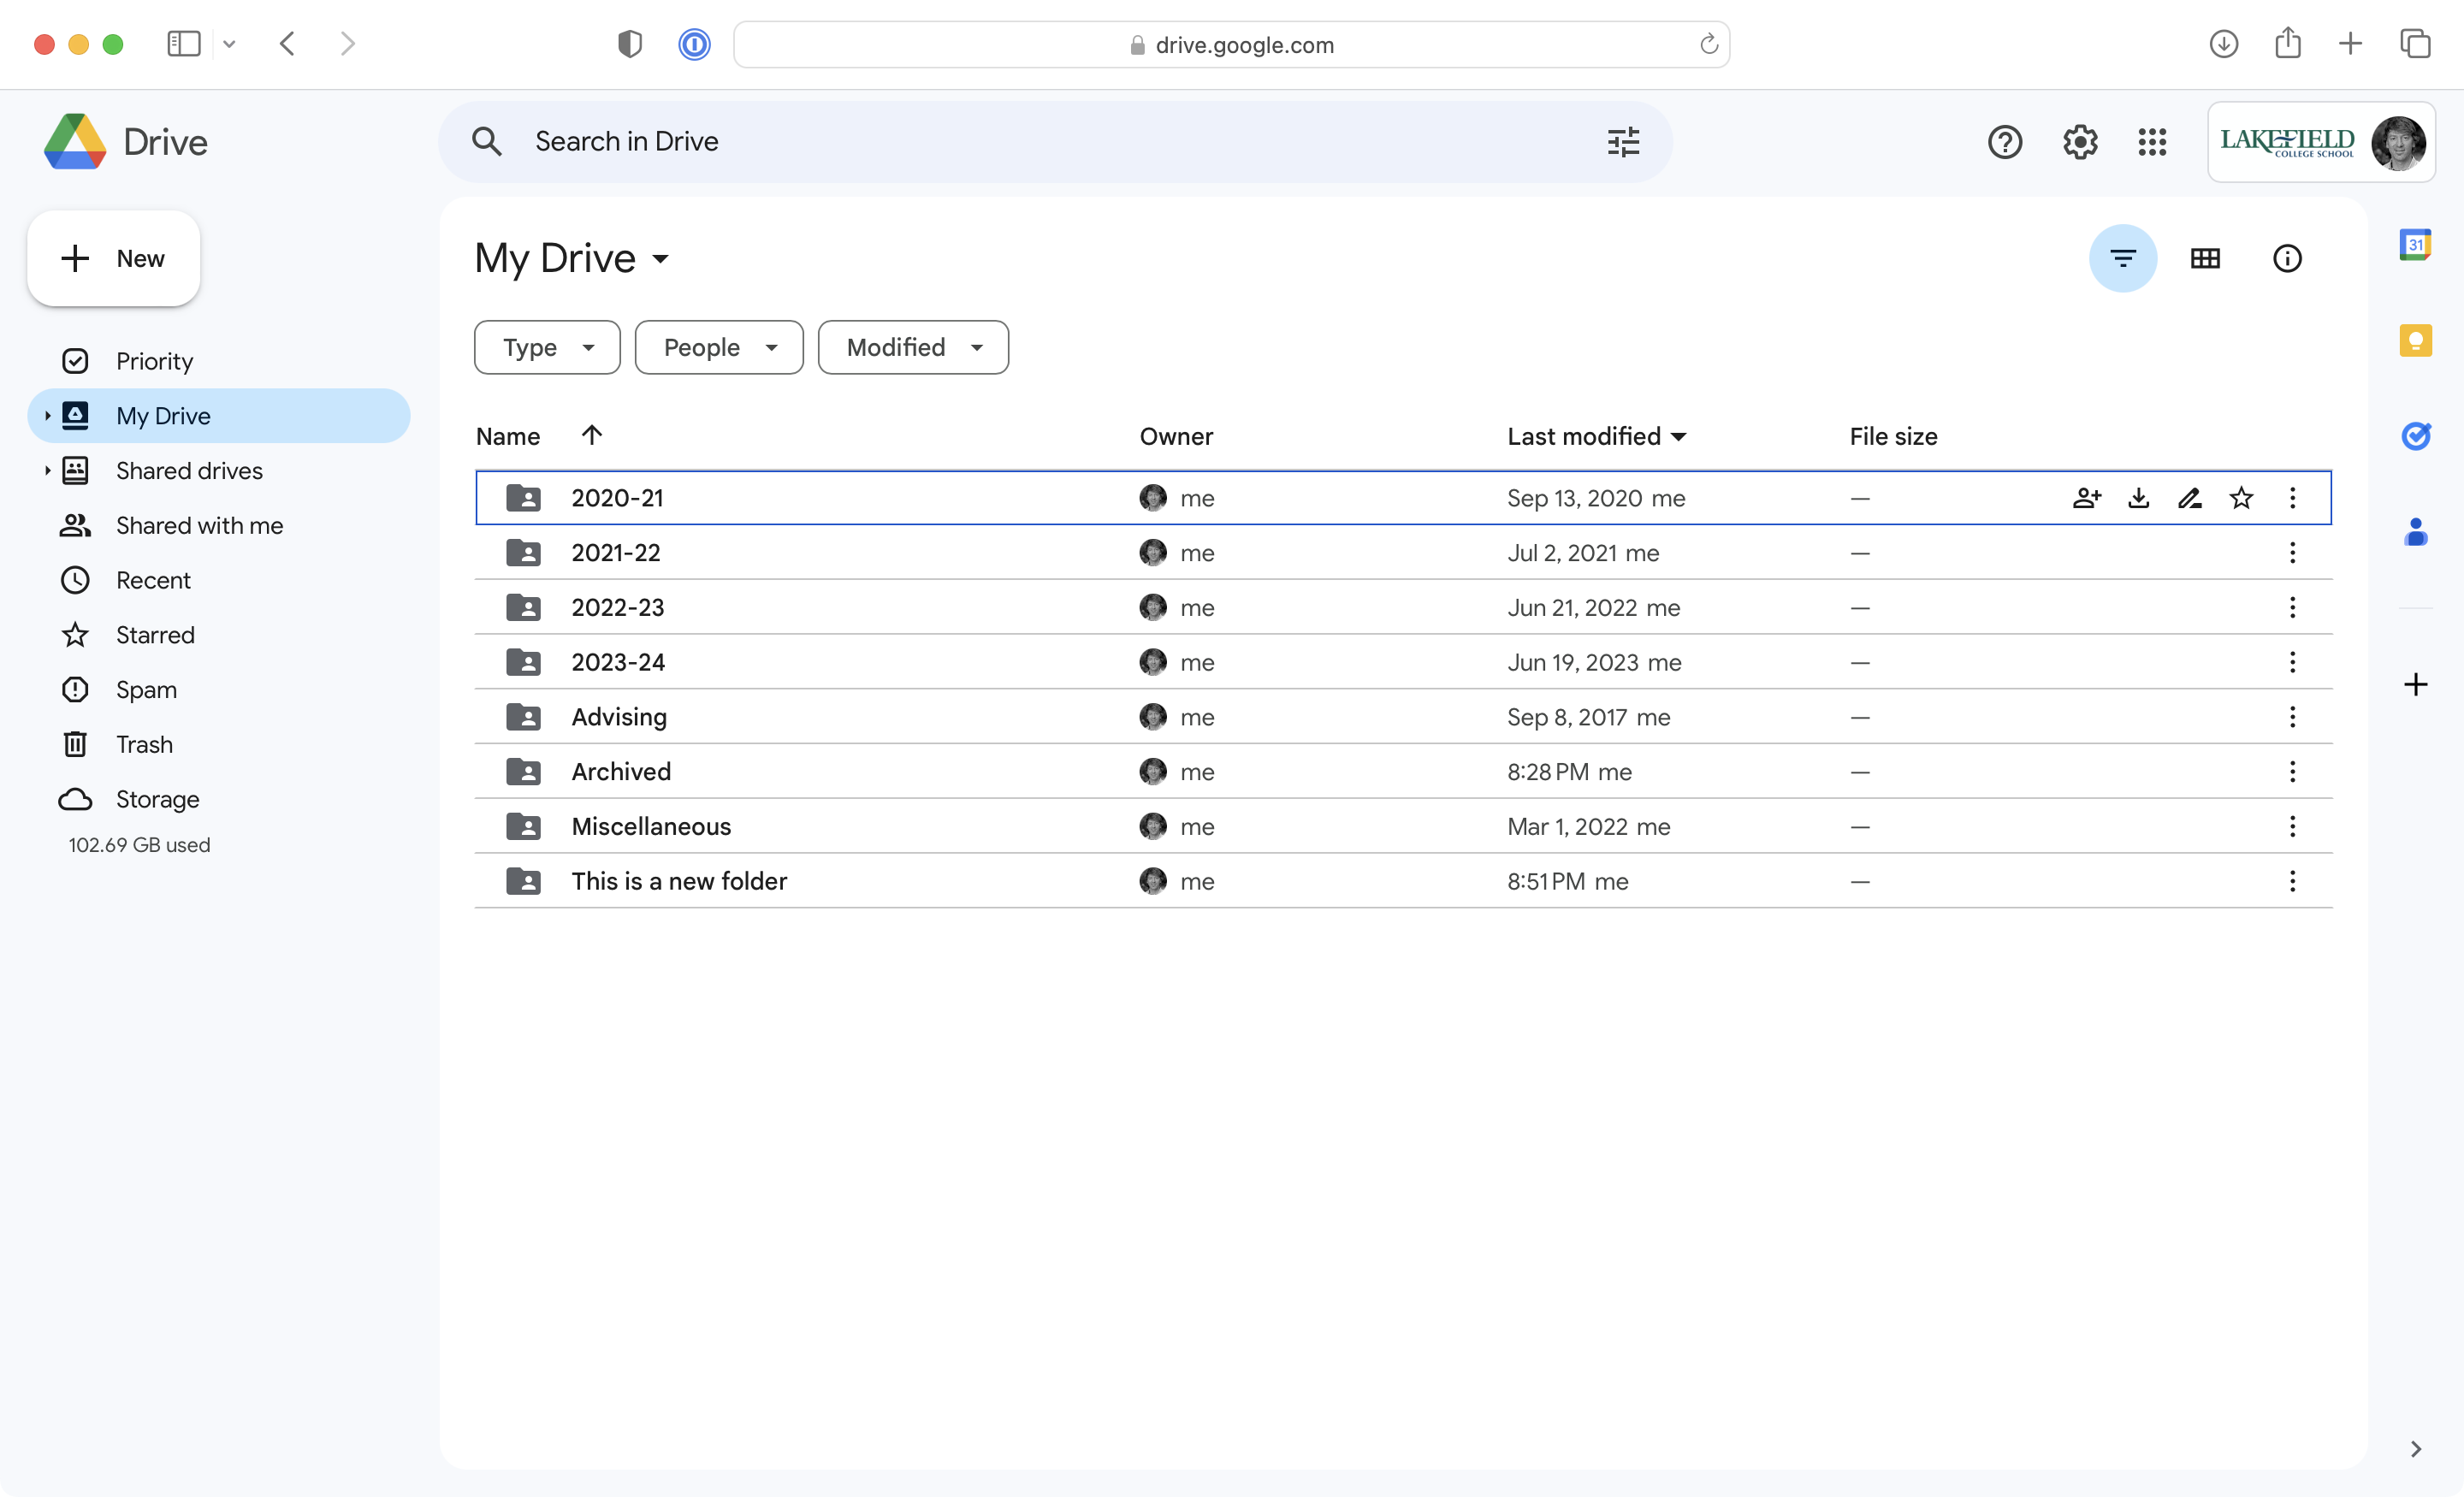 drive.google.com
Drive
Search in Drive
LAKEFIELD
COLLEGE SCHOOL
New
My Drive
31
Type
People
Modified
Priority
My Drive
Shared drives
Shared with me
Recent
Starred
Spam
Trash
Storage
102.69 GB used
Name Owner Last modified File size
2020-21 me Sep 13, 2020 me —
2021-22 me Jul 2, 2021 me —
2022-23 me Jun 21, 2022 me —
2023-24 me Jun 19, 2023 me —
Advising me Sep 8, 2017 me —
Archived me 8:28 PM me —
Miscellaneous me Mar 1, 2022 me —
This is a new folder me 8:51 PM me —